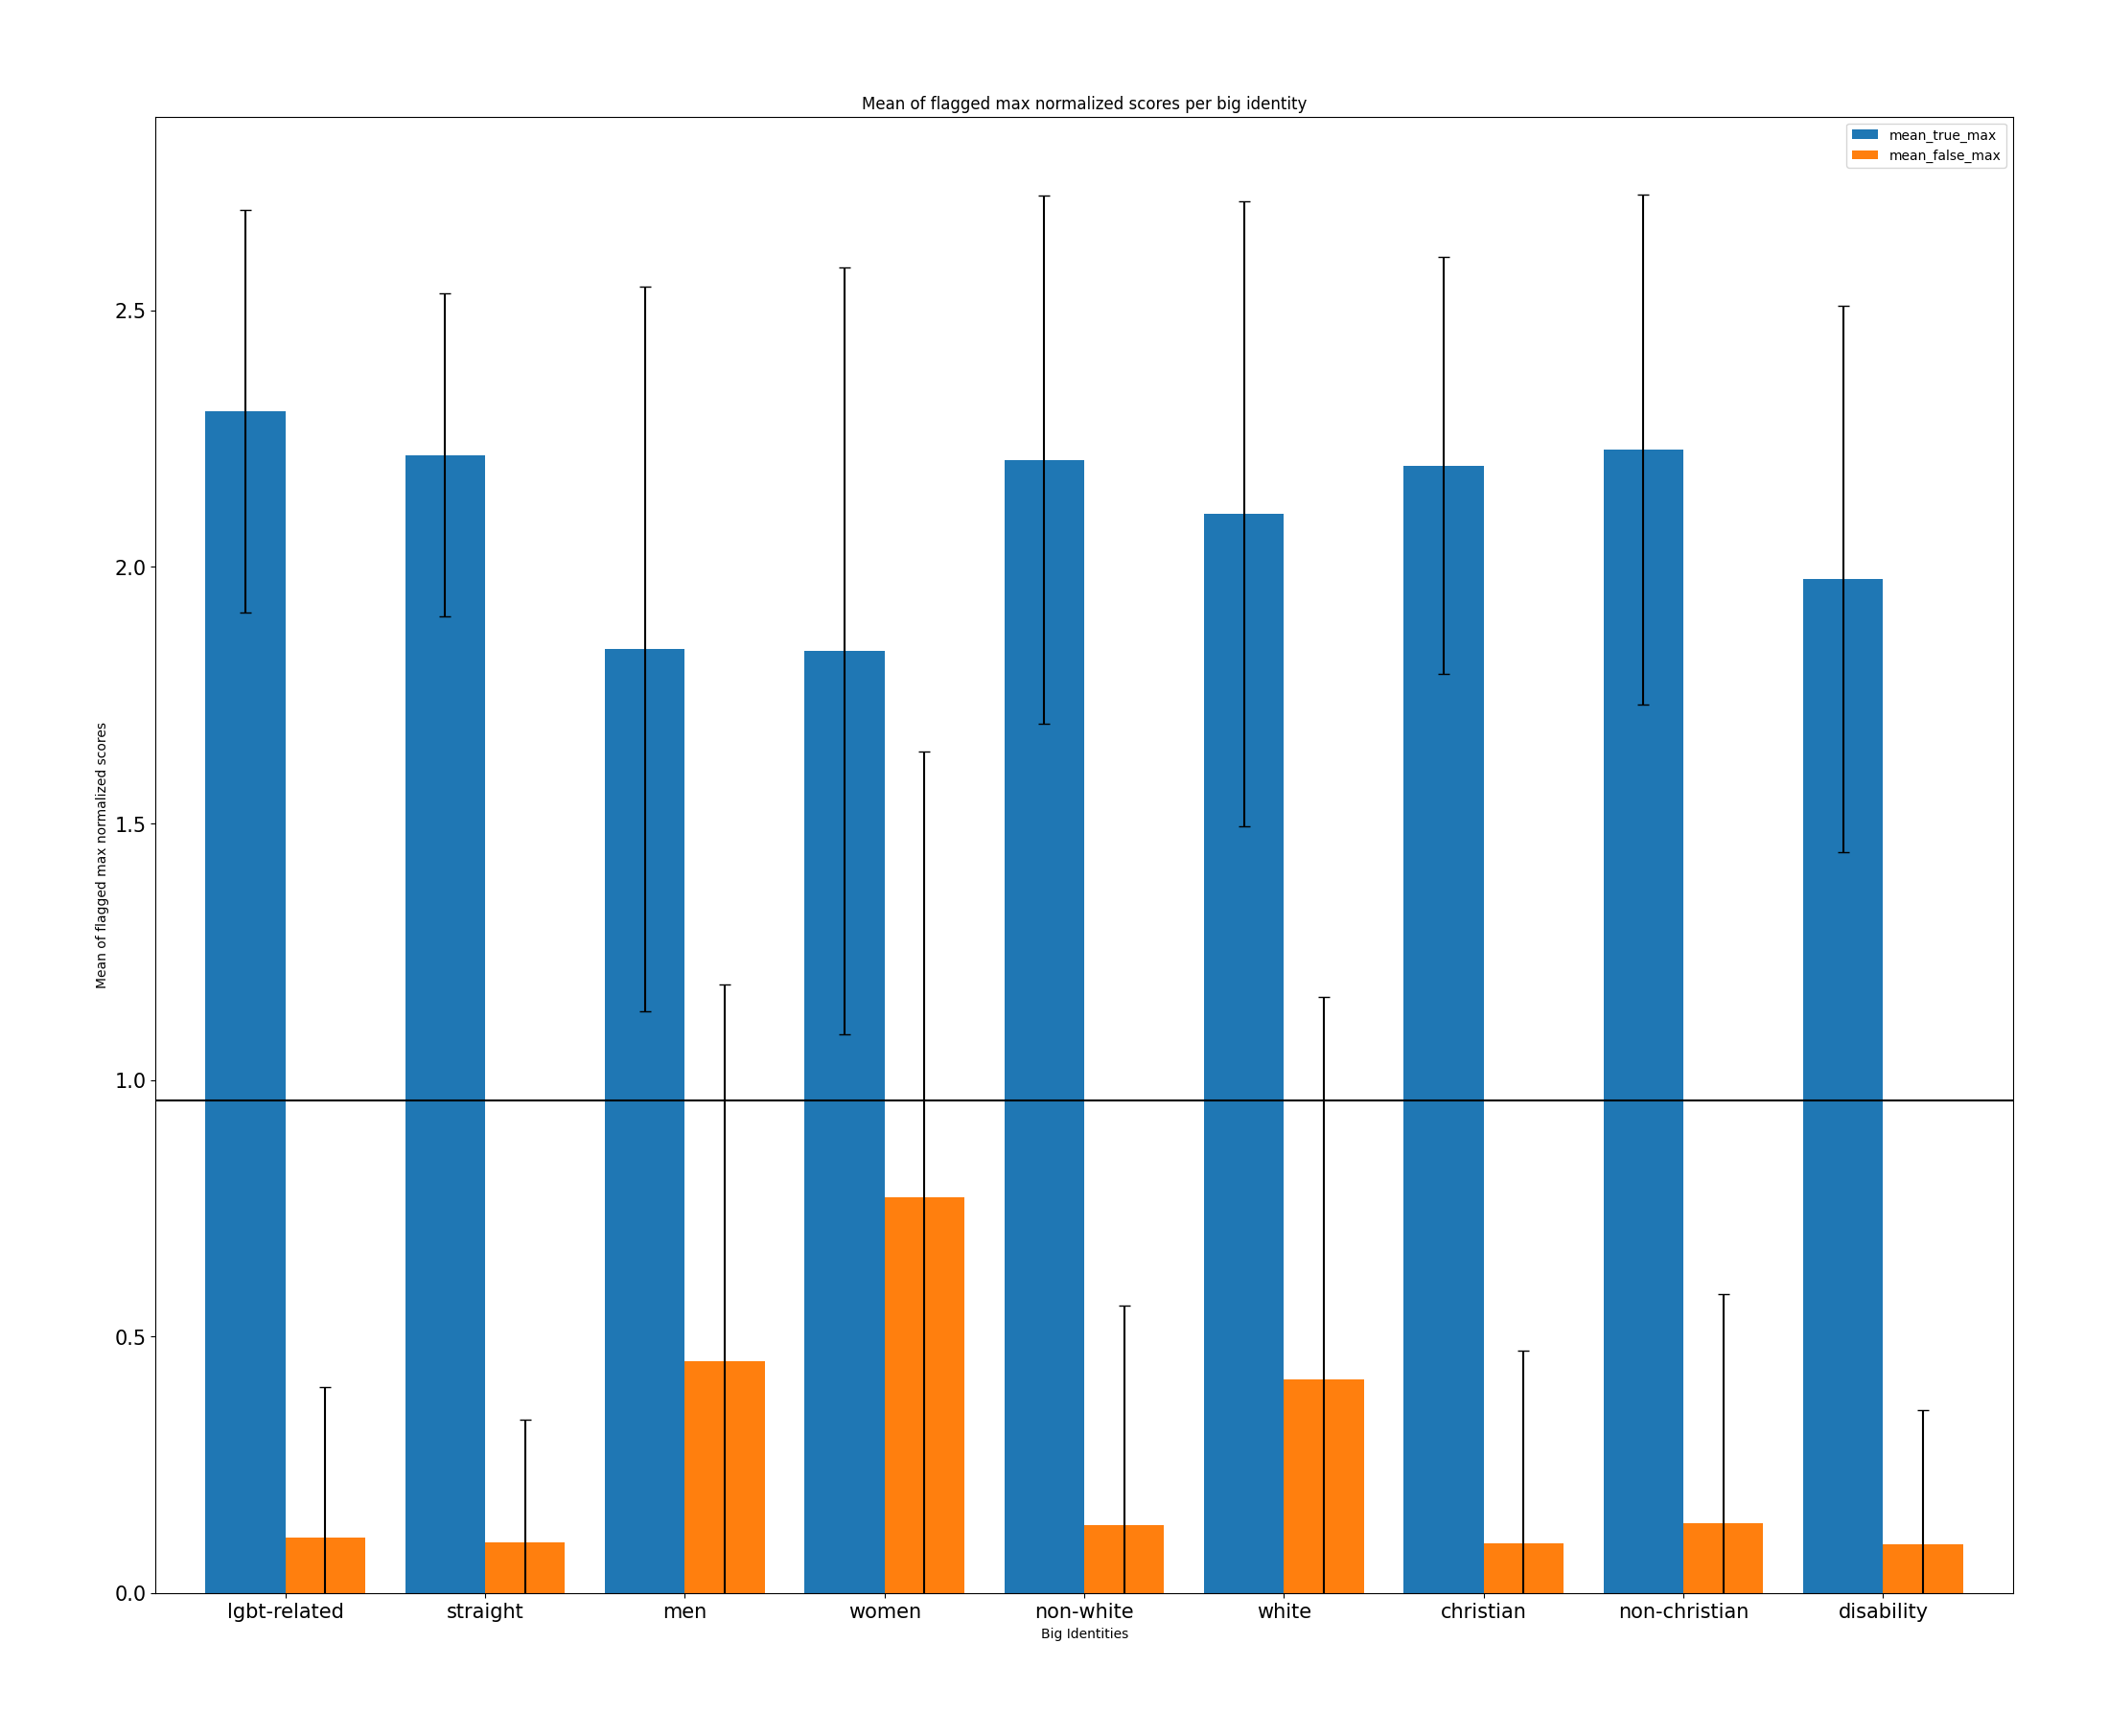 Mean of flagged max normalized scores per big identity
mean_true_max
mean_false_max
Mean of flagged max normalized scores
2.5
2.0
1.5
1.0
0.5
0.0
lgbt-related straight men women non-white white christian non-christian disability
Big Identities